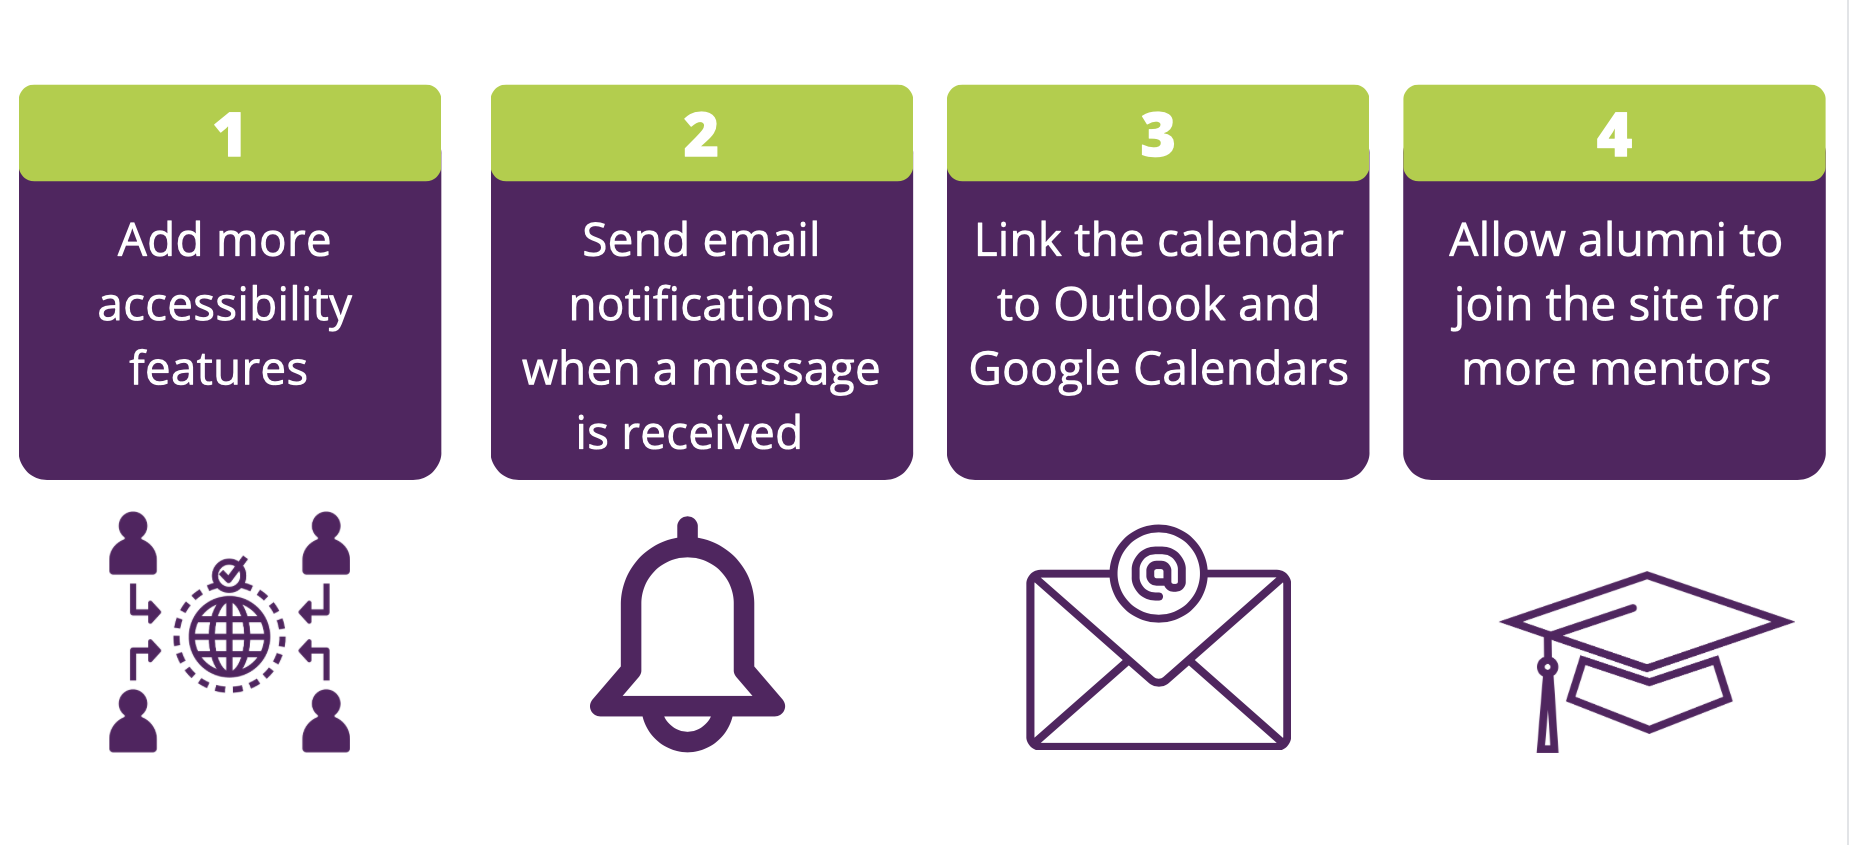 1
Add more
accessibility
features
2
Send email
notifications
when a message
is received
3
Link the calendar
to Outlook and
Google Calendars
4
Allow alumni to
join the site for
more mentors
@